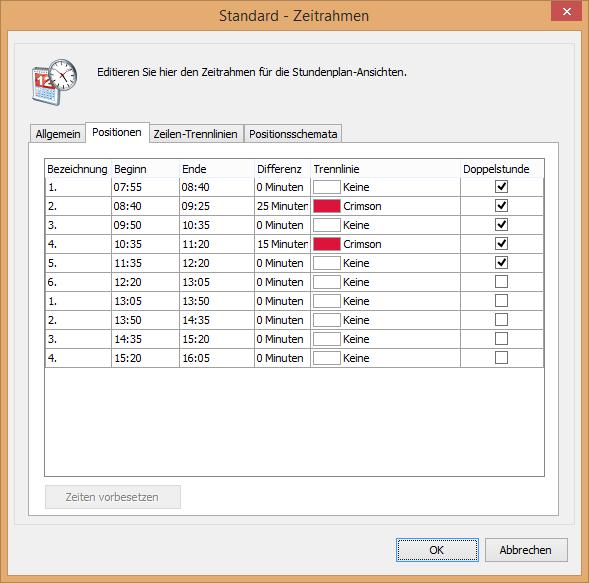 Standard - Zeitrahmen
12
Editieren Sie hier den Zeitrahmen für die Stundenplan-Ansichten.
Allgemein Positionen Zeilen-Trennlinien Positionsschemata
Bezeichnung Beginn Ende Differenz Trennlinie Doppelstunde
1. 07:55 08:40 0 Minuten Keine
2. 08:40 09:25 25 Minuten Crimson
3. 09:50 10:35 0 Minuten Keine
4. 10:35 11:20 15 Minuten Crimson
5. 11:35 12:20 0 Minuten Keine
6. 12:20 13:05 0 Minuten Keine
1. 13:05 13:50 0 Minuten Keine
2. 13:50 14:35 0 Minuten Keine
3. 14:35 15:20 0 Minuten Keine
4. 15:20 16:05 0 Minuten Keine
Zeiten vorbesetzen
OK Abbrechen